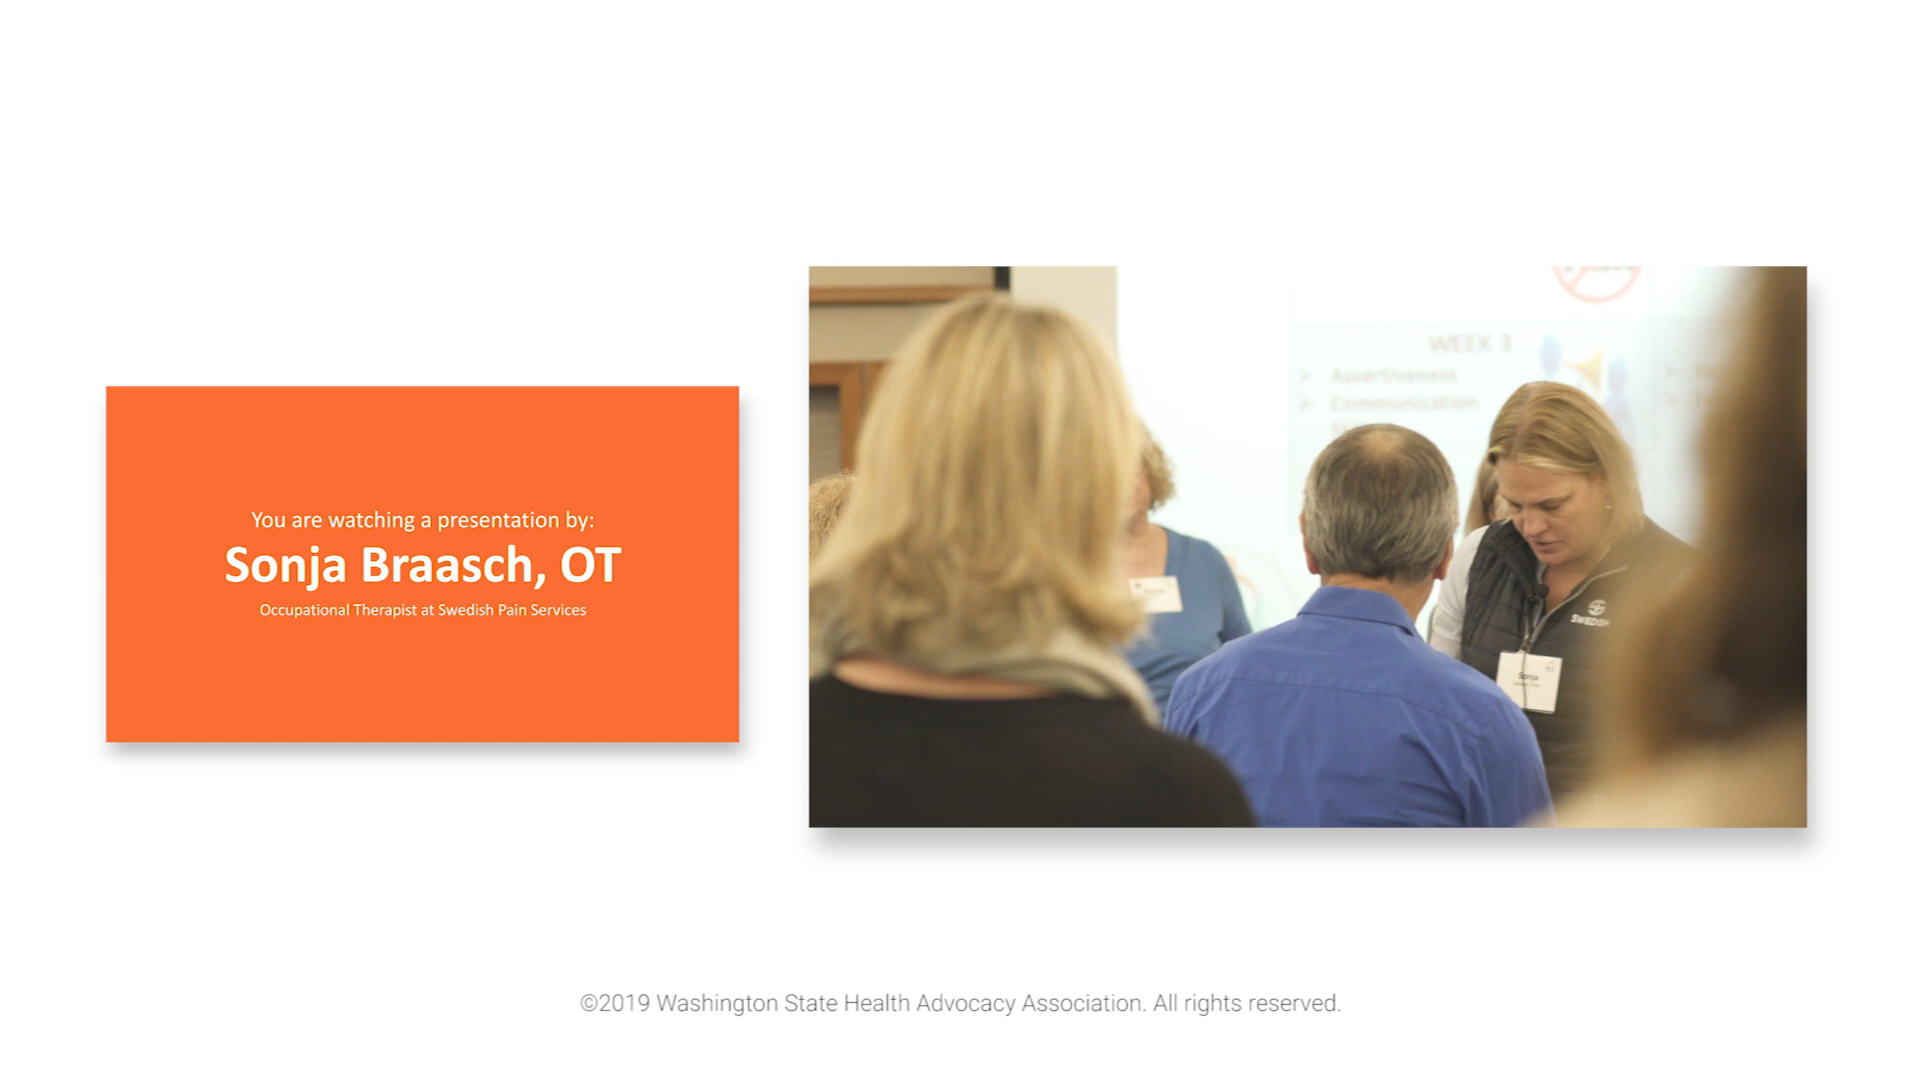 You are watching a presentation by:
Sonja Braasch, OT
Occupational Therapist at Swedish Pain Services
WEEK 3
Assertiveness
Communication
SWEDISH
Sonja
©2019 Washington State Health Advocacy Association. All rights reserved.